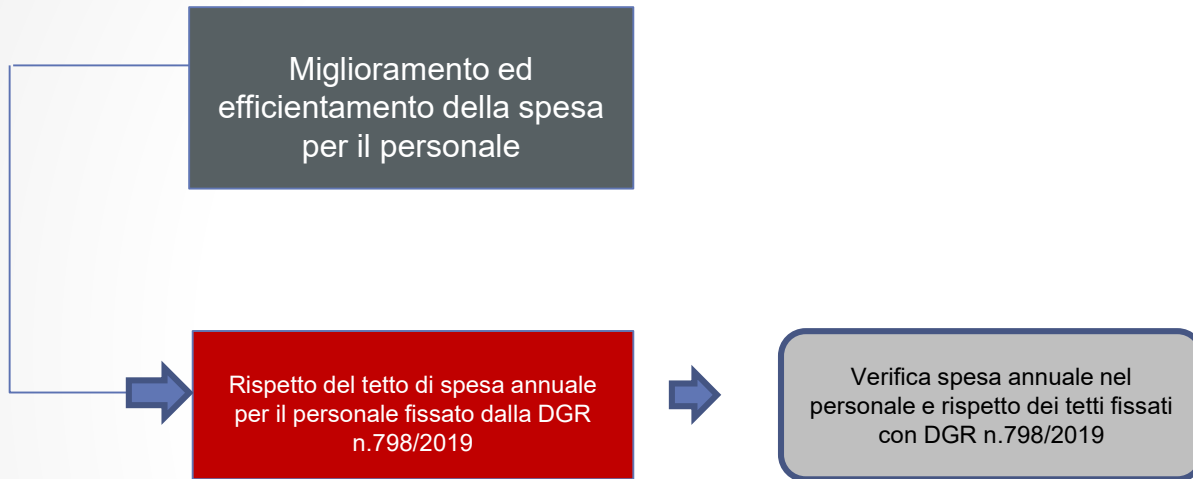 Miglioramento ed
efficientamento della spesa
per il personale
Rispetto del tetto di spesa annuale
per il personale fissato dalla DGR
n.798/2019
Verifica spesa annuale nel
personale e rispetto dei tetti fissati
con DGR n.798/2019